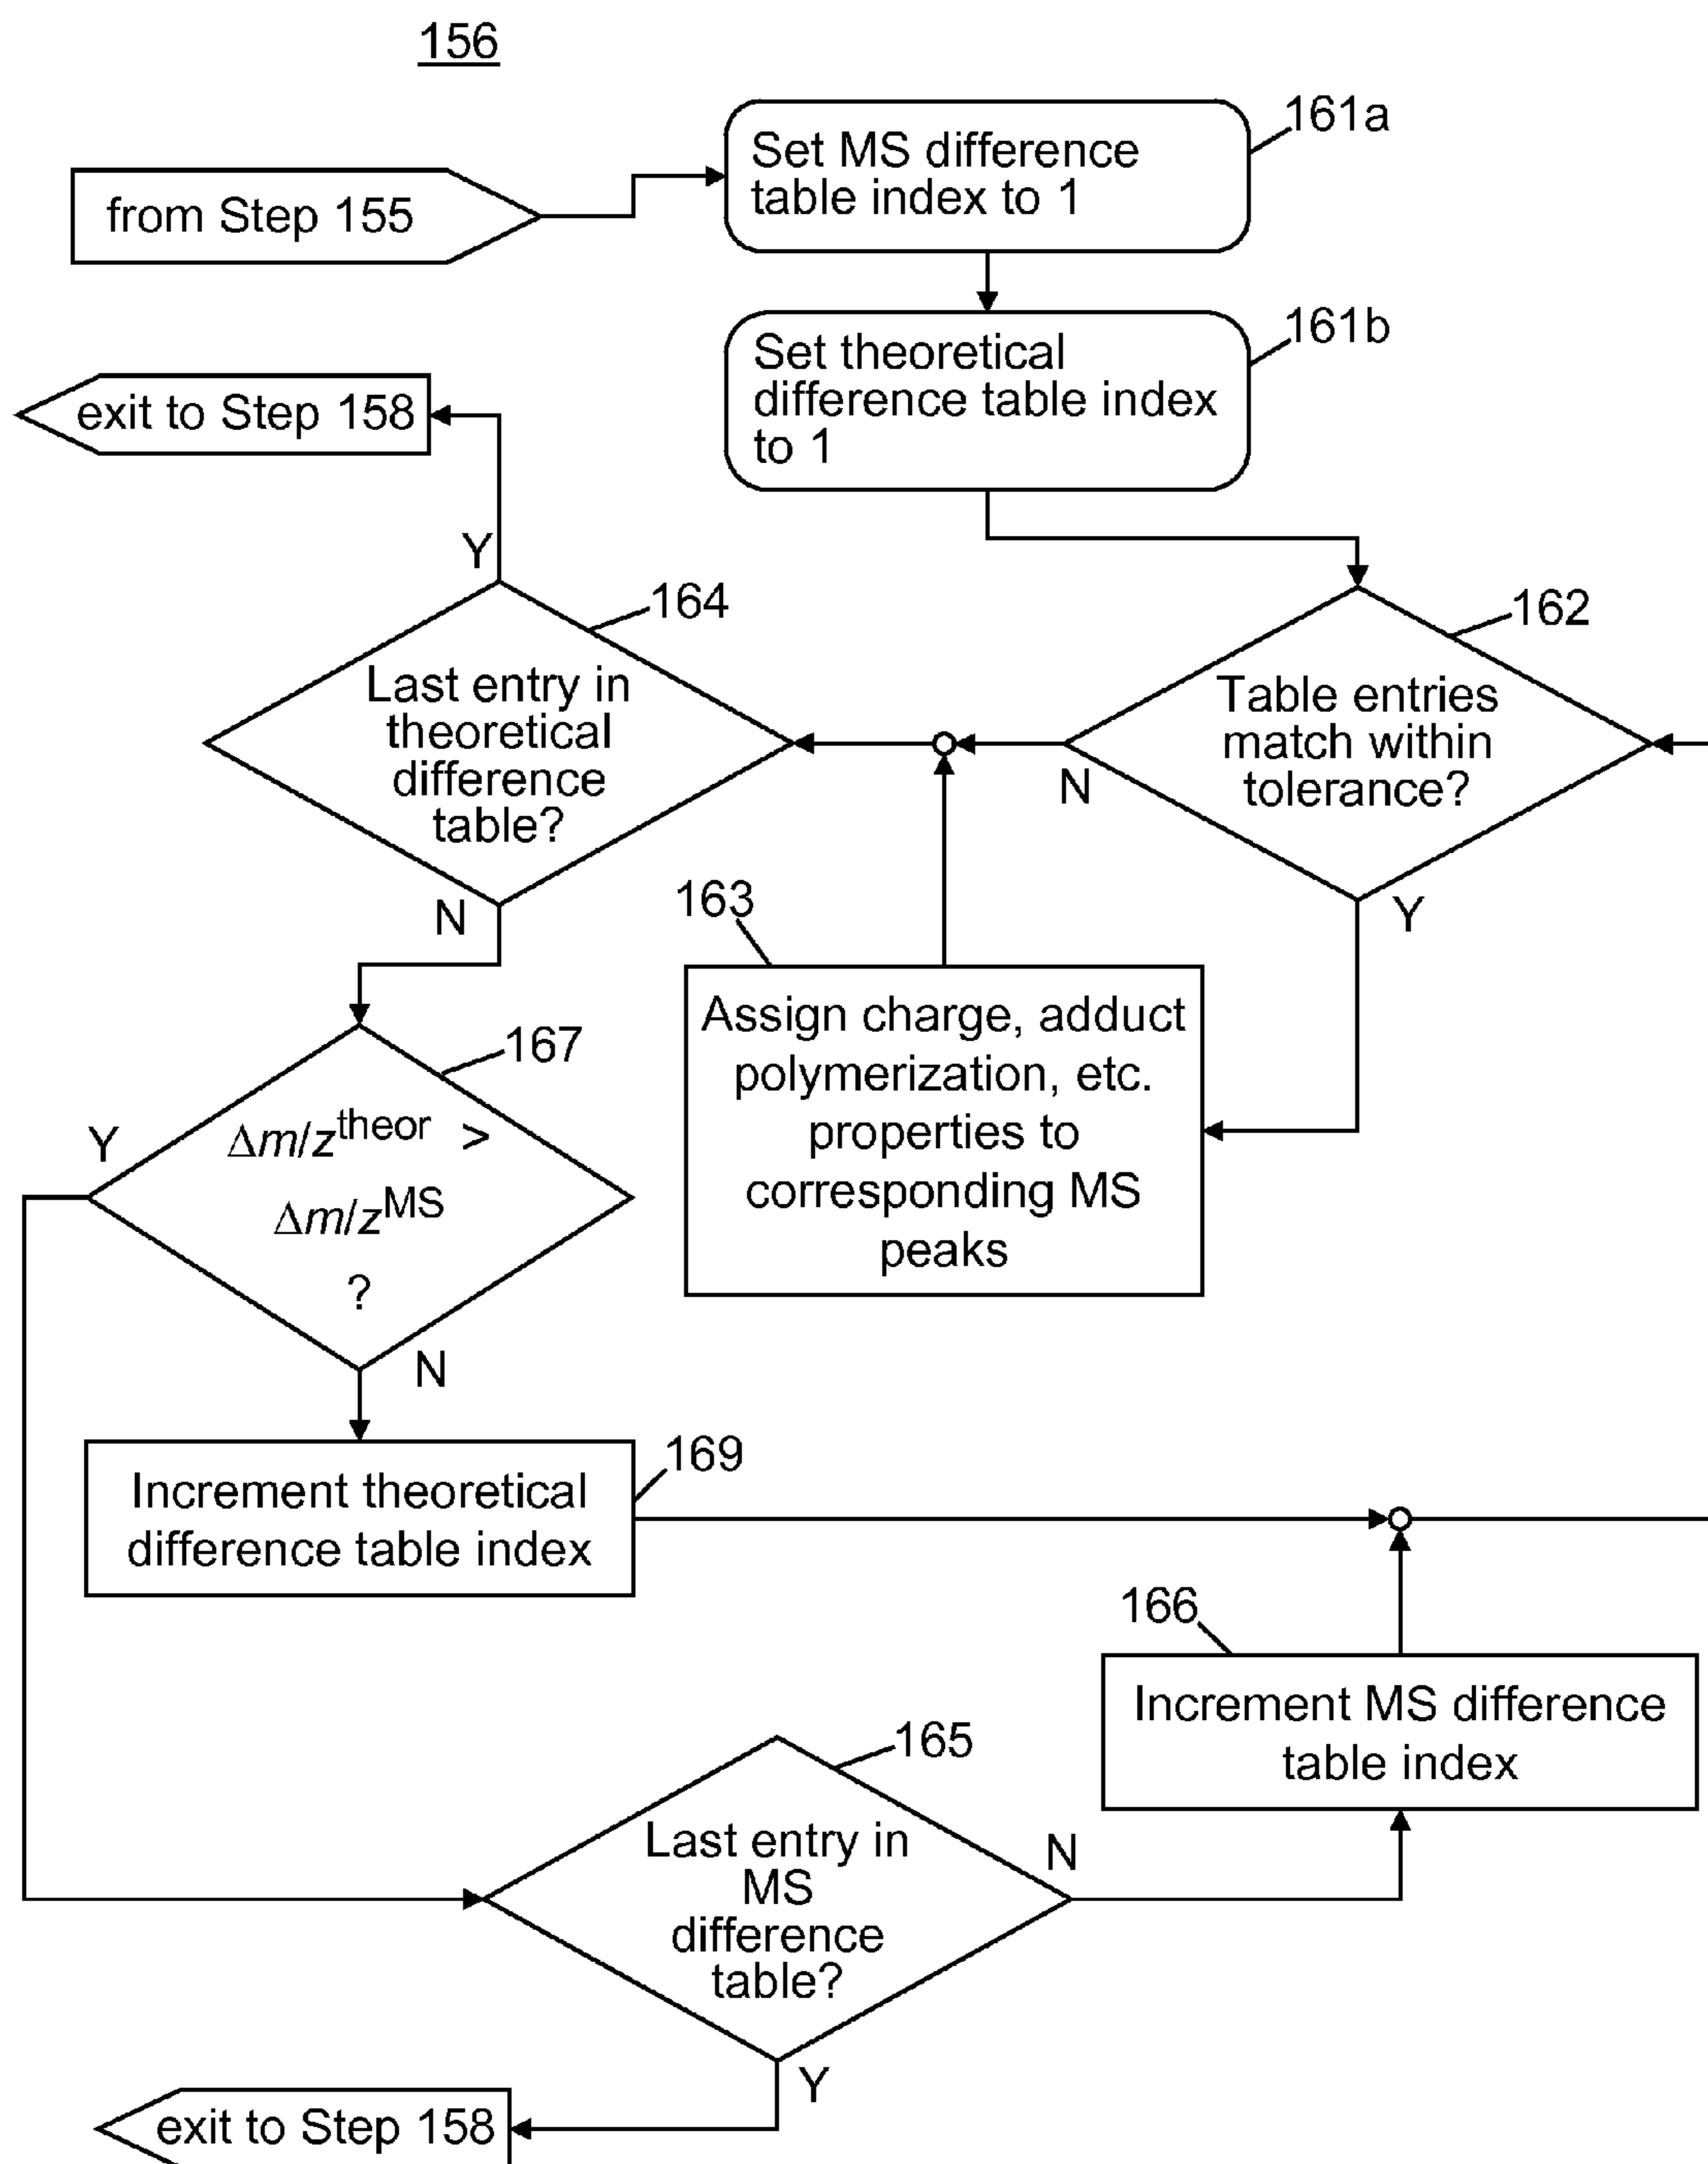 156
161a
Set MS difference
table index to 1
from Step 155
161b
Set theoretical
difference table index
to 1
exit to Step 158
Y
164
162
Last entry in
theoretical
difference
table?
Table entries
match within
tolerance?
N
N
Y
163
Assign charge, adduct
polymerization, etc.
properties to
corresponding MS
peaks
167
Y
Δm/z^theor >
Δm/z^MS
?
N
169
Increment theoretical
difference table index
166
Increment MS difference
table index
165
Last entry in
MS
difference
table?
N
Y
exit to Step 158